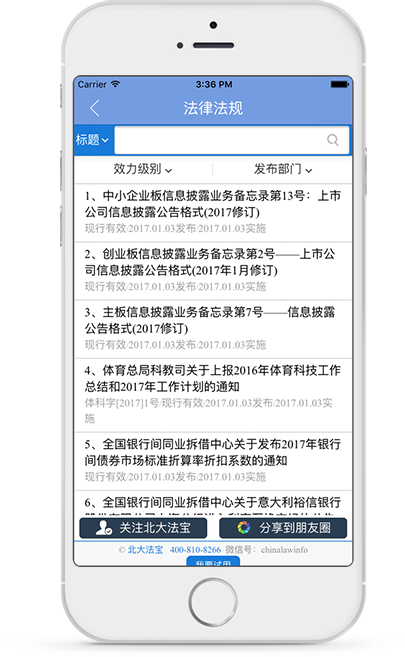 Carrier
3:36 PM
法律法规
标题
效力级别
发布部门
1、中小企业板信息披露业务备忘录第13号：上市
公司信息披露公告格式(2017修订)
现行有效/2017.01.03发布/2017.01.03实施
2、创业板信息披露业务备忘录第2号——上市公
司信息披露公告格式(2017年1月修订)
现行有效/2017.01.03发布/2017.01.03实施
3、主板信息披露业务备忘录第7号——信息披露
公告格式(2017修订)
现行有效/2017.01.03发布/2017.01.03实施
4、体育总局科教司关于上报2016年体育科技工作
总结和2017年工作计划的通知
体科字[2017]1号/现行有效/2017.01.03发布/2017.01.03实
施
5、全国银行间同业拆借中心关于发布2017年银行
间债券市场标准折算率折扣系数的通知
现行有效/2017.01.03发布/2017.01.03实施
6、全国银行间同业拆借中心关于意大利裕信银行
关注北大法宝
分享到朋友圈
© 北大法宝 400-810-8266 微信号：chinalawinfo
我要试用